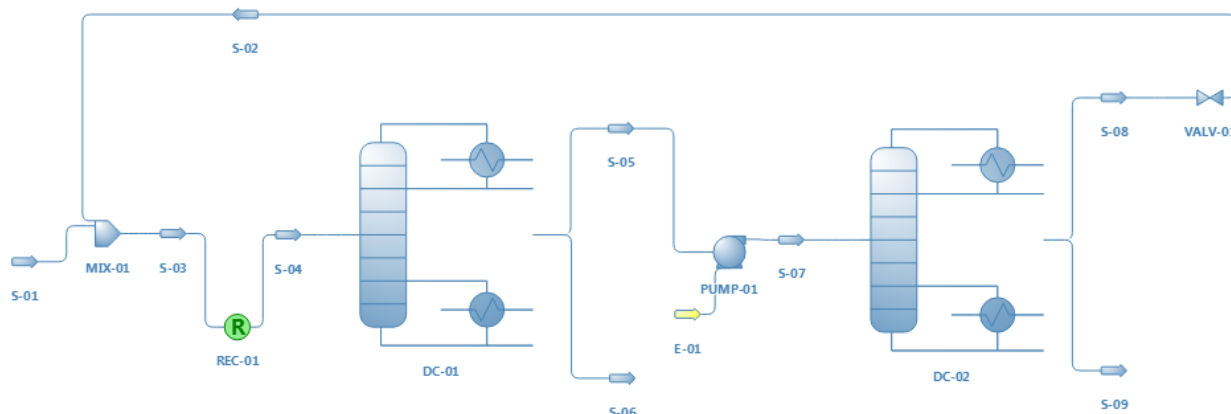 S-02
S-08
VALV-01
S-05
S-01
MIX-01
S-03
S-04
S-07
PUMP-01
R
REC-01
E-01
DC-01
DC-02
S-06
S-09